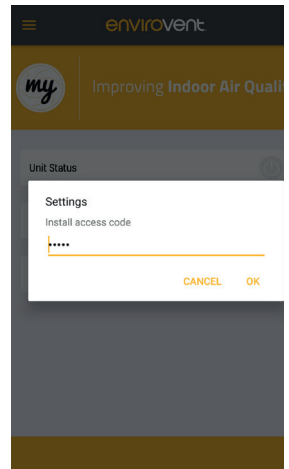 envirovent
my
Improving Indoor Air Quali
Unit Status
Settings
Install access code
•••••
CANCEL OK